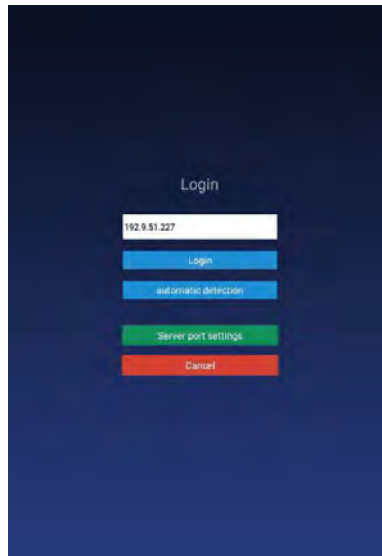 Login
192.9.51.227
Login
automatic detection
Server port settings
Cancel